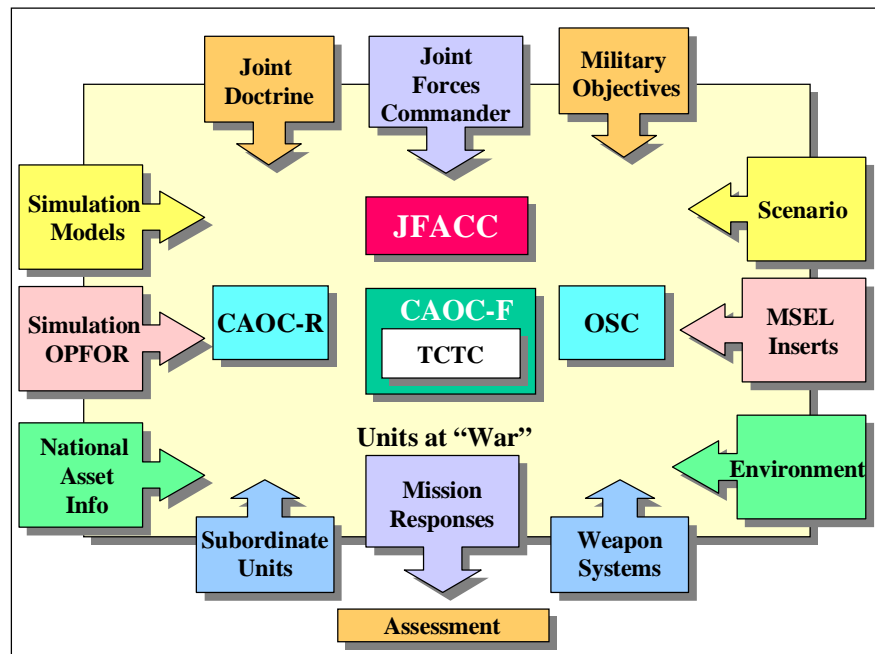 Joint
Doctrine
Joint
Forces
Commander
Military
Objectives
Simulation
Models
JFACC
Scenario
Simulation
OPFOR
CAOC-R
CAOC-F
TCTC
OSC
MSEL
Inserts
National
Asset
Info
Units at “War”
Mission
Responses
Environment
Subordinate
Units
Weapon
Systems
Assessment